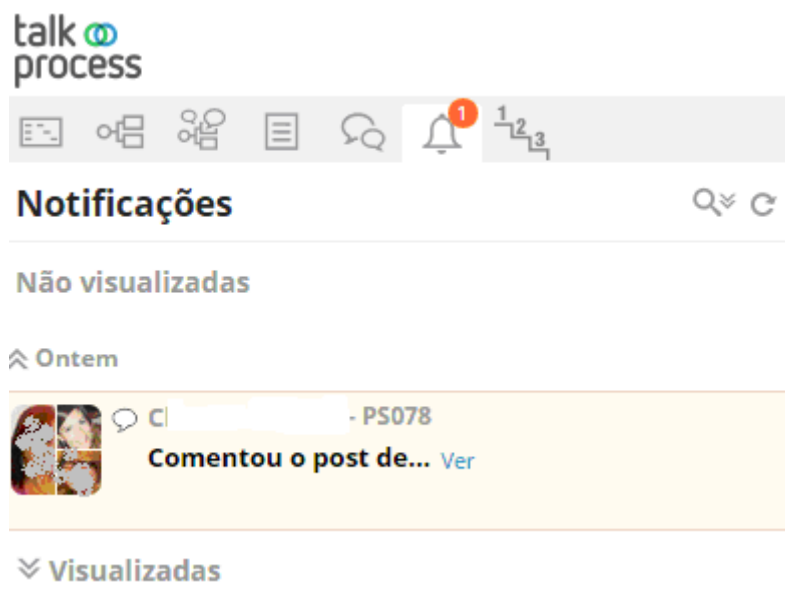 talk
process
1
1 2 3
Notificações
Não visualizadas
Ontem
- PS078
Comentou o post de... Ver
Visualizadas